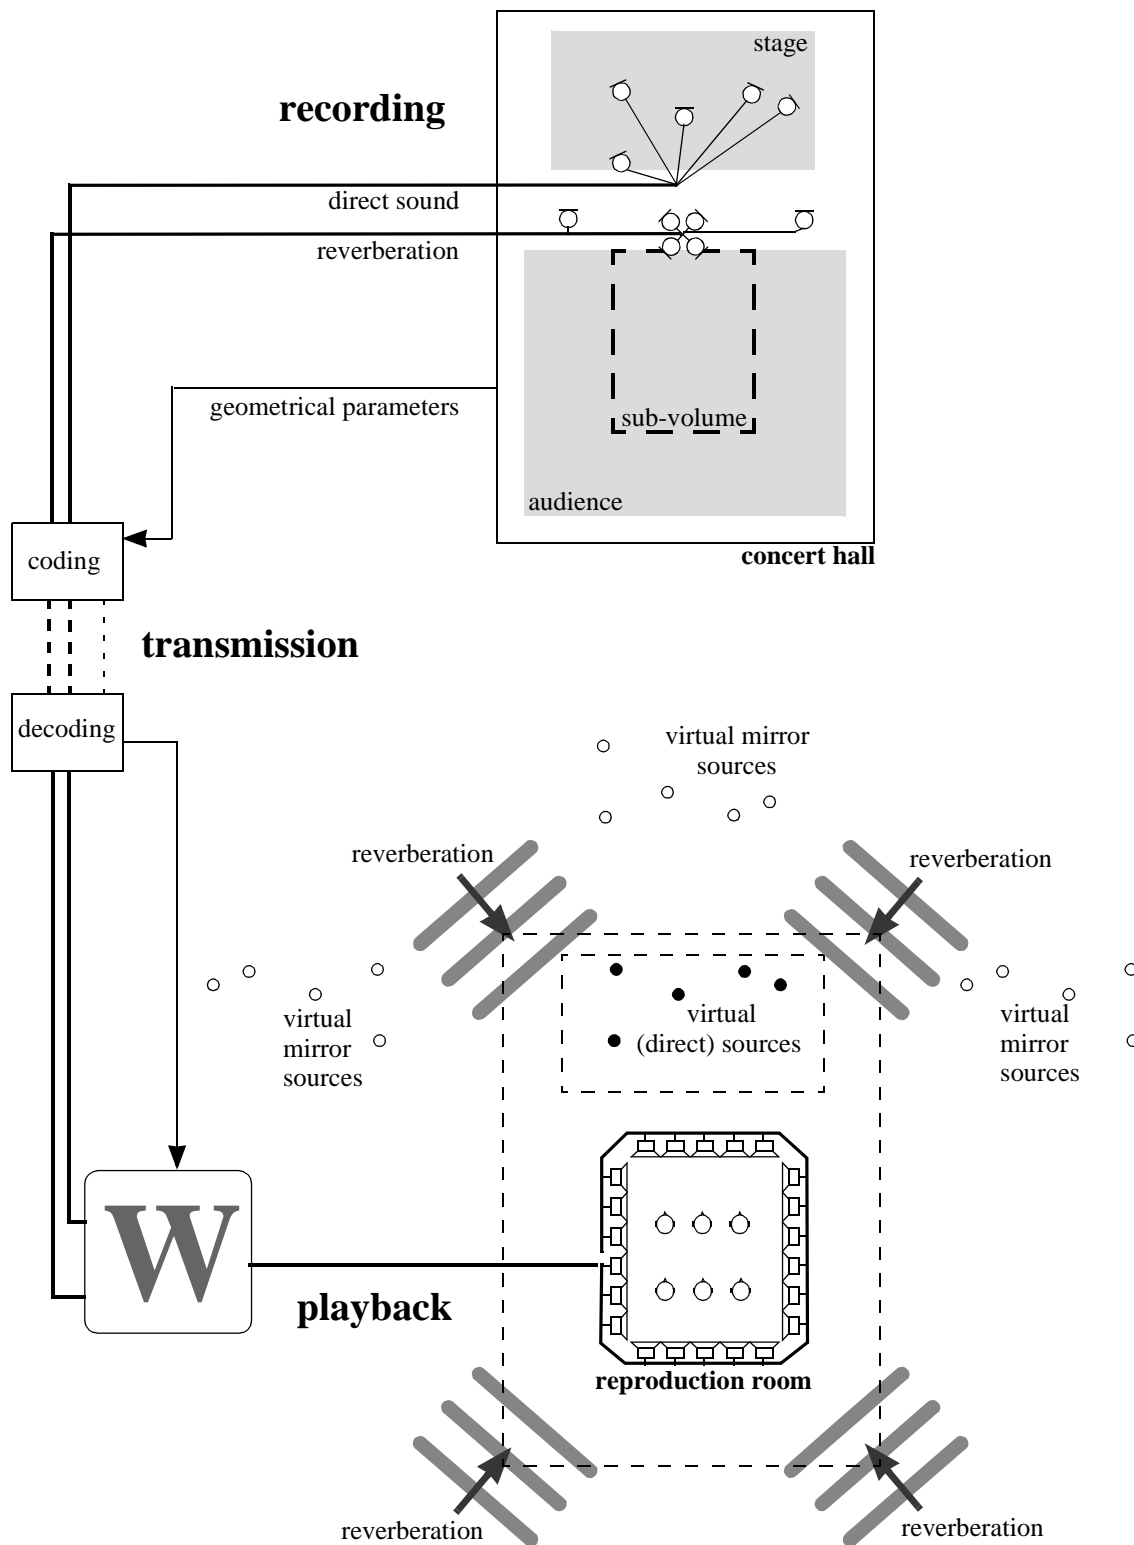 stage
recording
direct sound
reverberation
geometrical parameters
sub-volume
audience
concert hall
coding
transmission
decoding
virtual mirror
sources
reverberation
reverberation
virtual
mirror
sources
virtual
(direct) sources
virtual
mirror
sources
W
playback
reproduction room
reverberation
reverberation